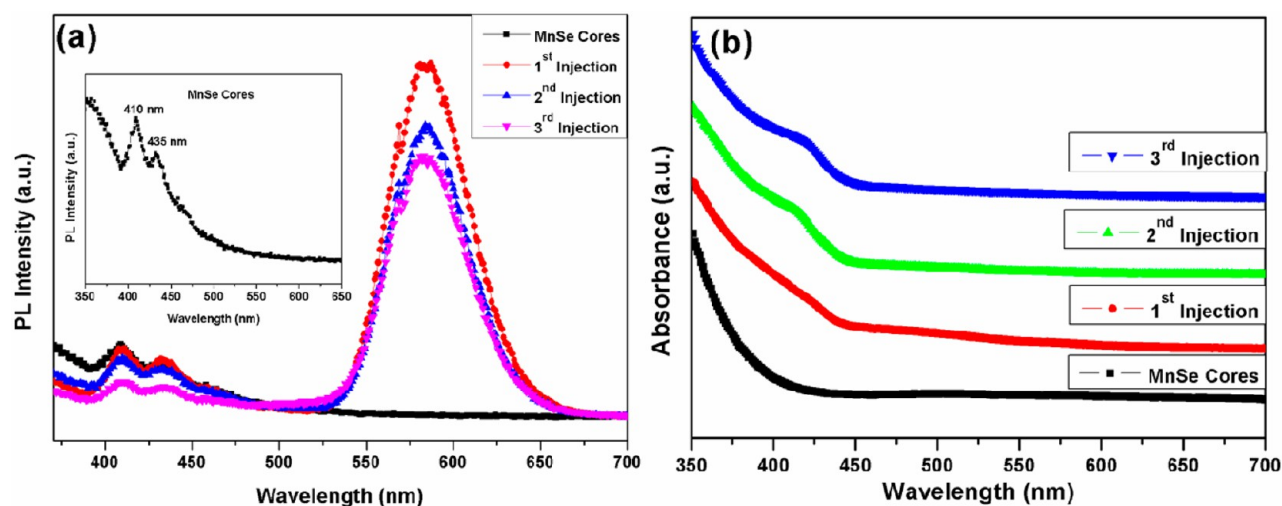 (a)
MnSe Cores
1st Injection
2nd Injection
3rd Injection
MnSe Cores
410 nm
435 nm
PL Intensity (a.u.)
350 400 450 500 550 600 650
Wavelength (nm)
PL Intensity (a.u.)
400 450 500 550 600 650 700
Wavelength (nm)
(b)
3rd Injection
2nd Injection
1st Injection
MnSe Cores
Absorbance (a.u.)
350 400 450 500 550 600 650 700
Wavelength (nm)